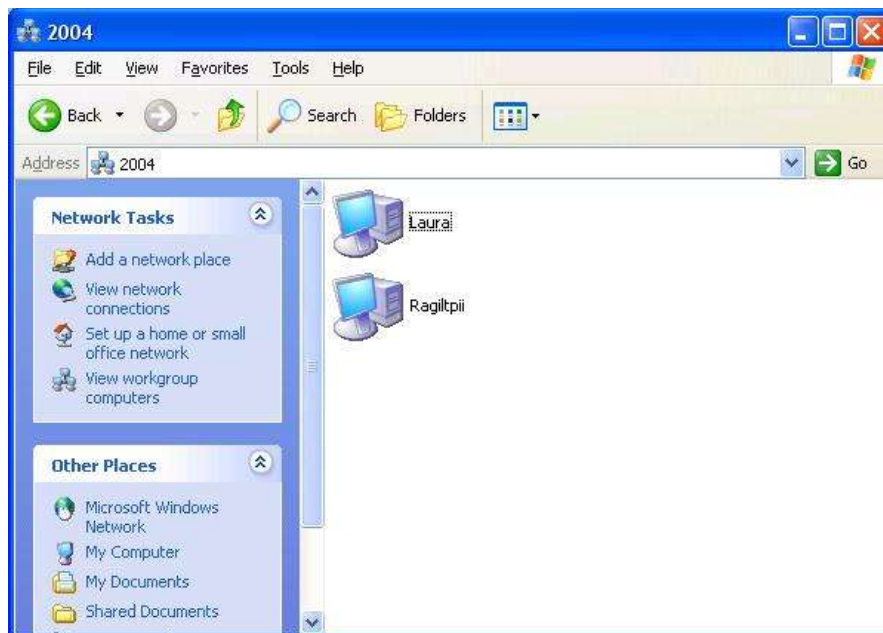 2004
File Edit View Favorites Tools Help
Back Search Folders
Address 2004 Go
Network Tasks
Add a network place
View network
connections
Set up a home or small
office network
View workgroup
computers
Other Places
Microsoft Windows
Network
My Computer
My Documents
Shared Documents
Laura
Ragiltpii